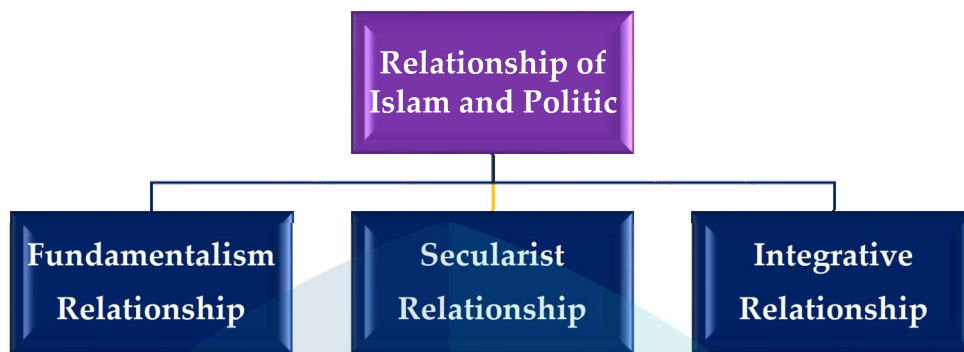 Relationship of
Islam and Politic
Fundamentalism
Relationship
Secularist
Relationship
Integrative
Relationship